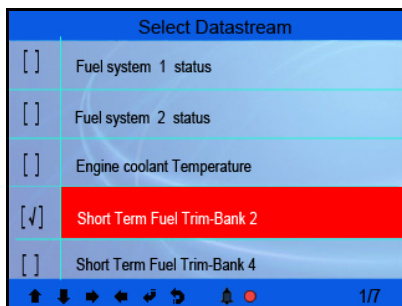 Select Datastream
[ ] Fuel system 1 status
[ ] Fuel system 2 status
[ ] Engine coolant Temperature
[√] Short Term Fuel Trim-Bank 2
[ ] Short Term Fuel Trim-Bank 4
1/7